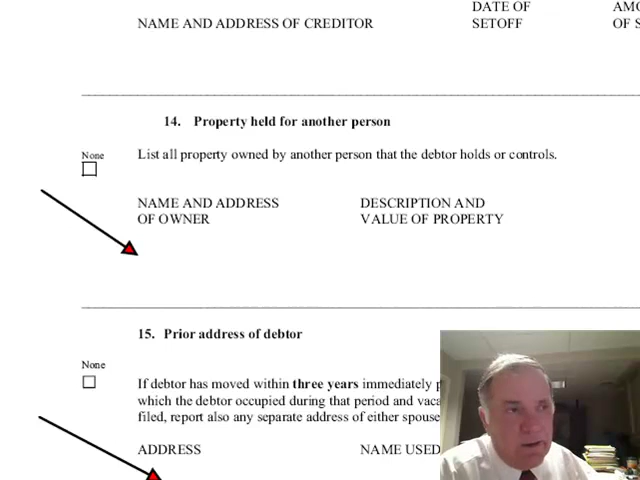 DATE OF
NAME AND ADDRESS OF CREDITOR SETOFF OF
14. Property held for another person
None
List all property owned by another person that the debtor holds or controls.
NAME AND ADDRESS DESCRIPTION AND
OF OWNER VALUE OF PROPERTY
15. Prior address of debtor
None
If debtor has moved within three years immediately
which the debtor occupied during that period and
filed, report also any separate address of either spouse
ADDRESS NAME USED